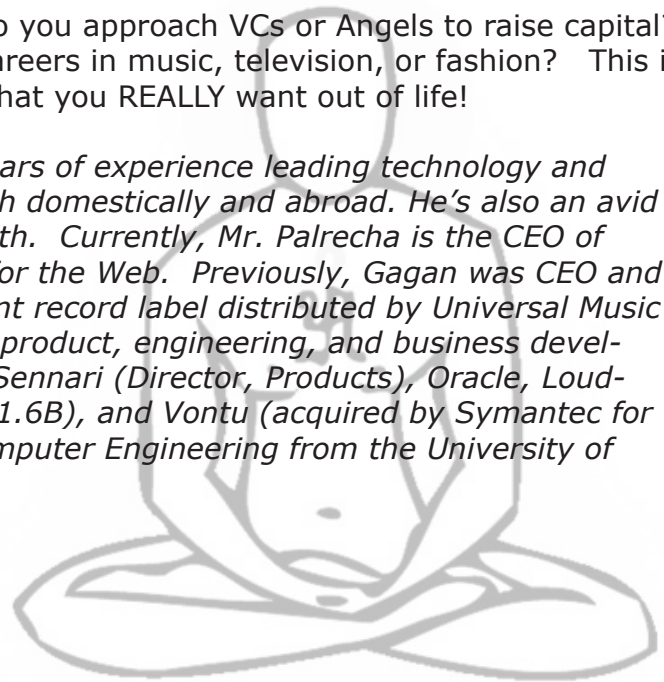 o you approach VCs or Angels to raise capital?
areers in music, television, or fashion?   This i
hat you REALLY want out of life!
ars of experience leading technology and
h domestically and abroad. He's also an avid
th.  Currently, Mr. Palrecha is the CEO of
for the Web.  Previously, Gagan was CEO and
nt record label distributed by Universal Music
product, engineering, and business devel-
Sennari (Director, Products), Oracle, Loud-
1.6B), and Vontu (acquired by Symantec for
mputer Engineering from the University of